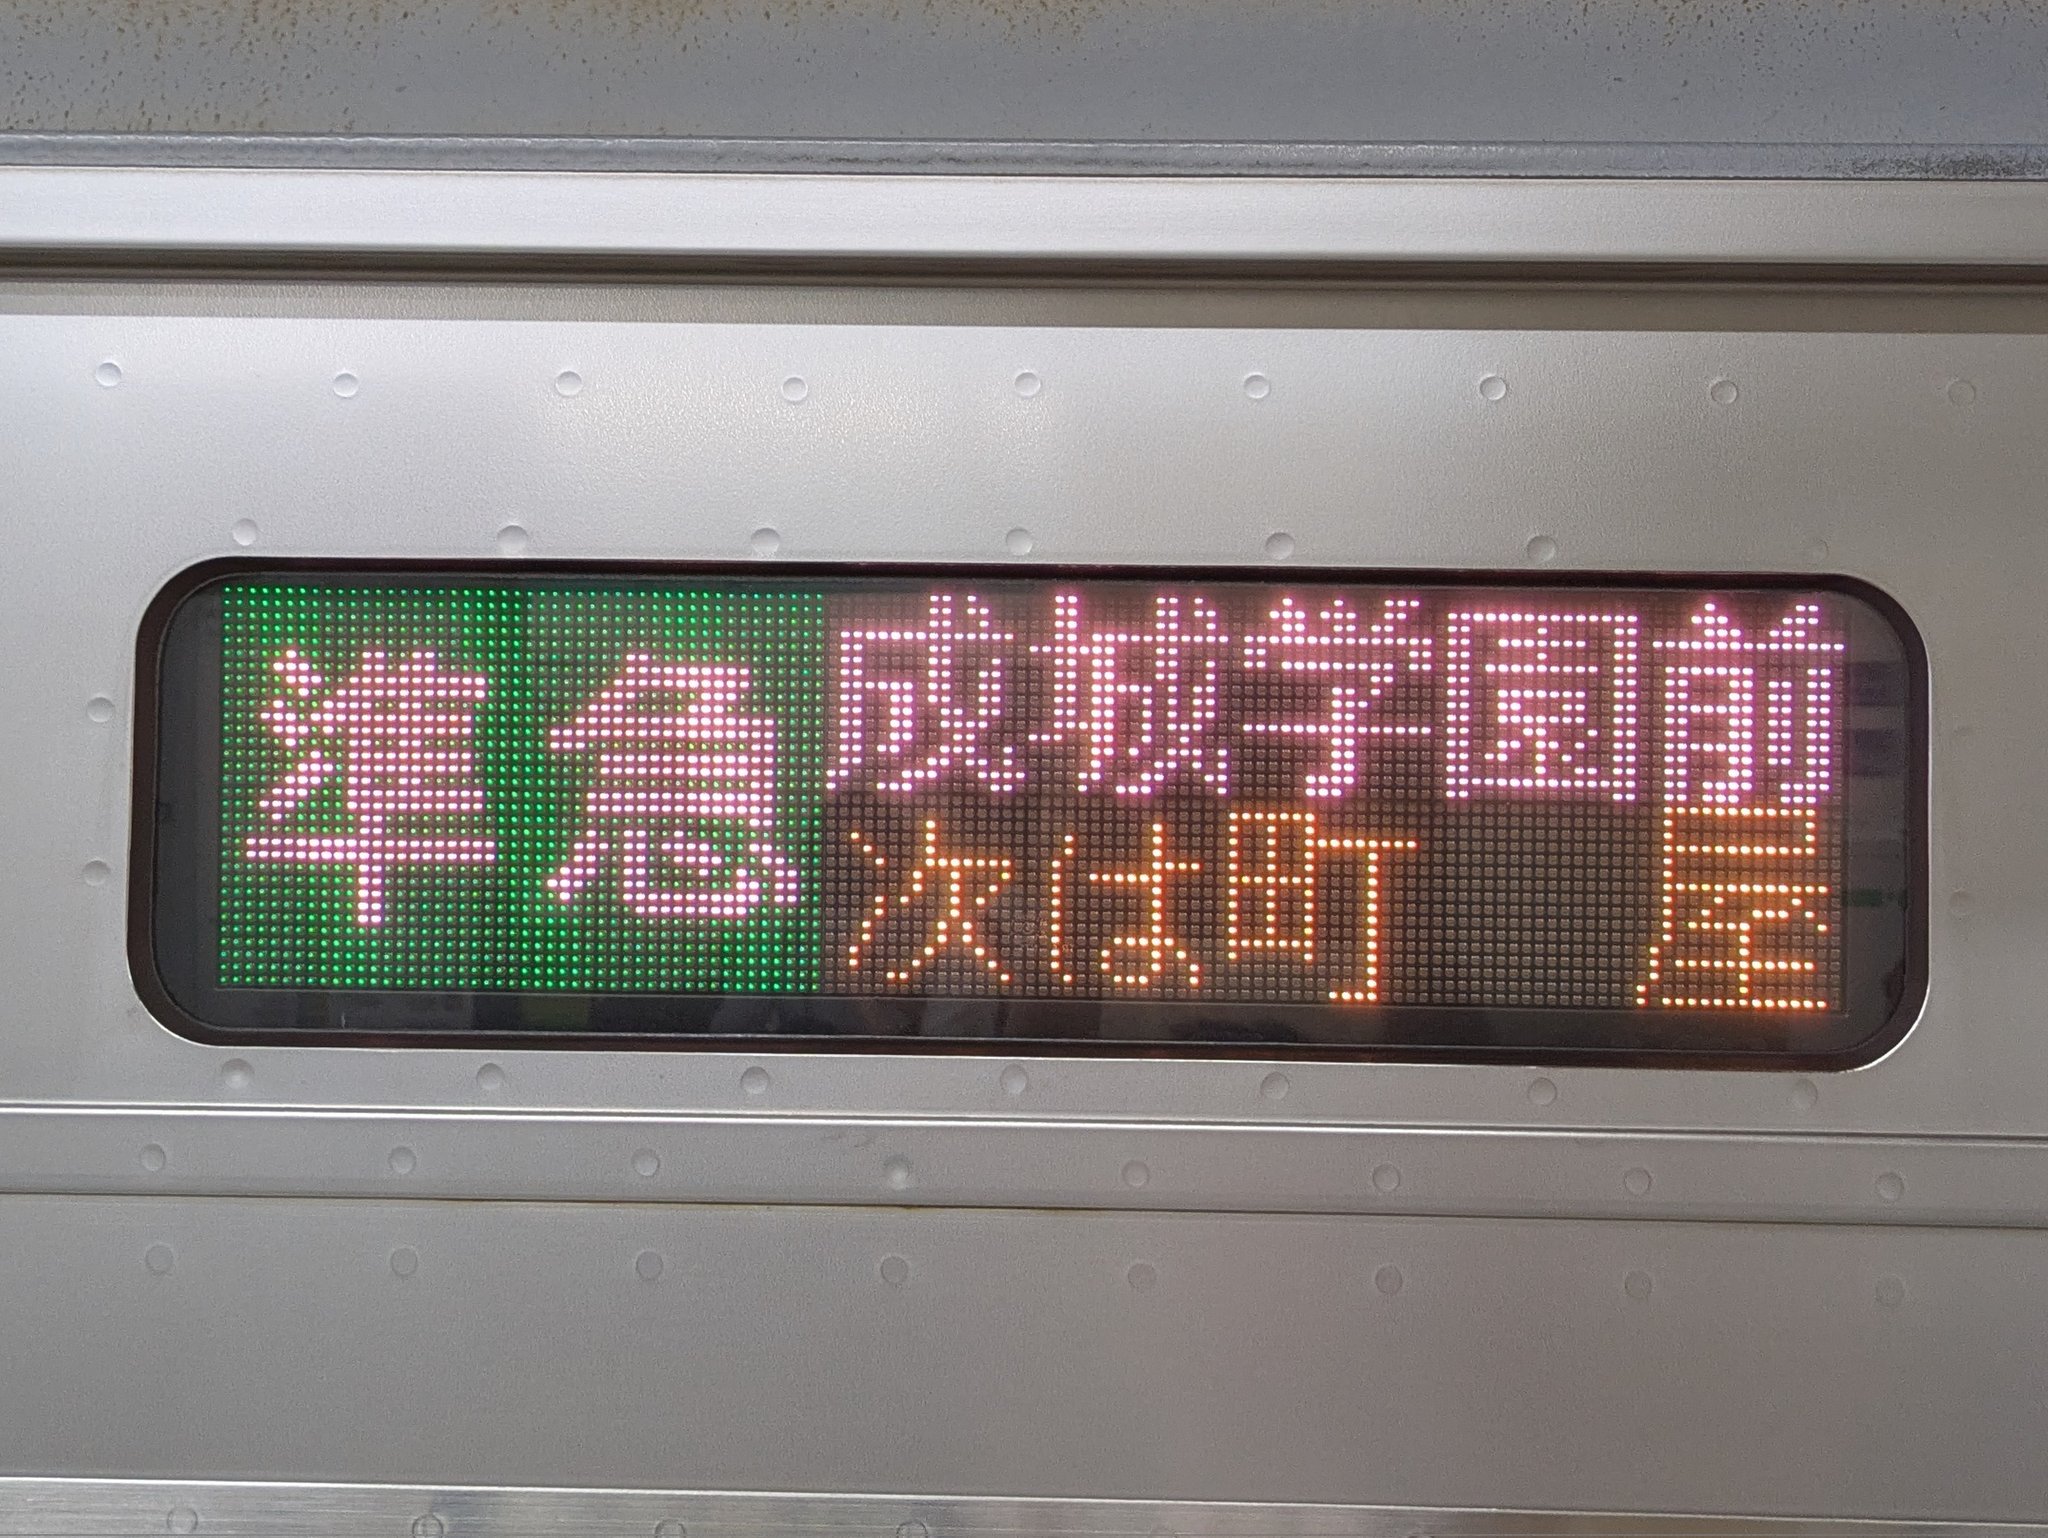 準急
成城学園前
次は町　屋